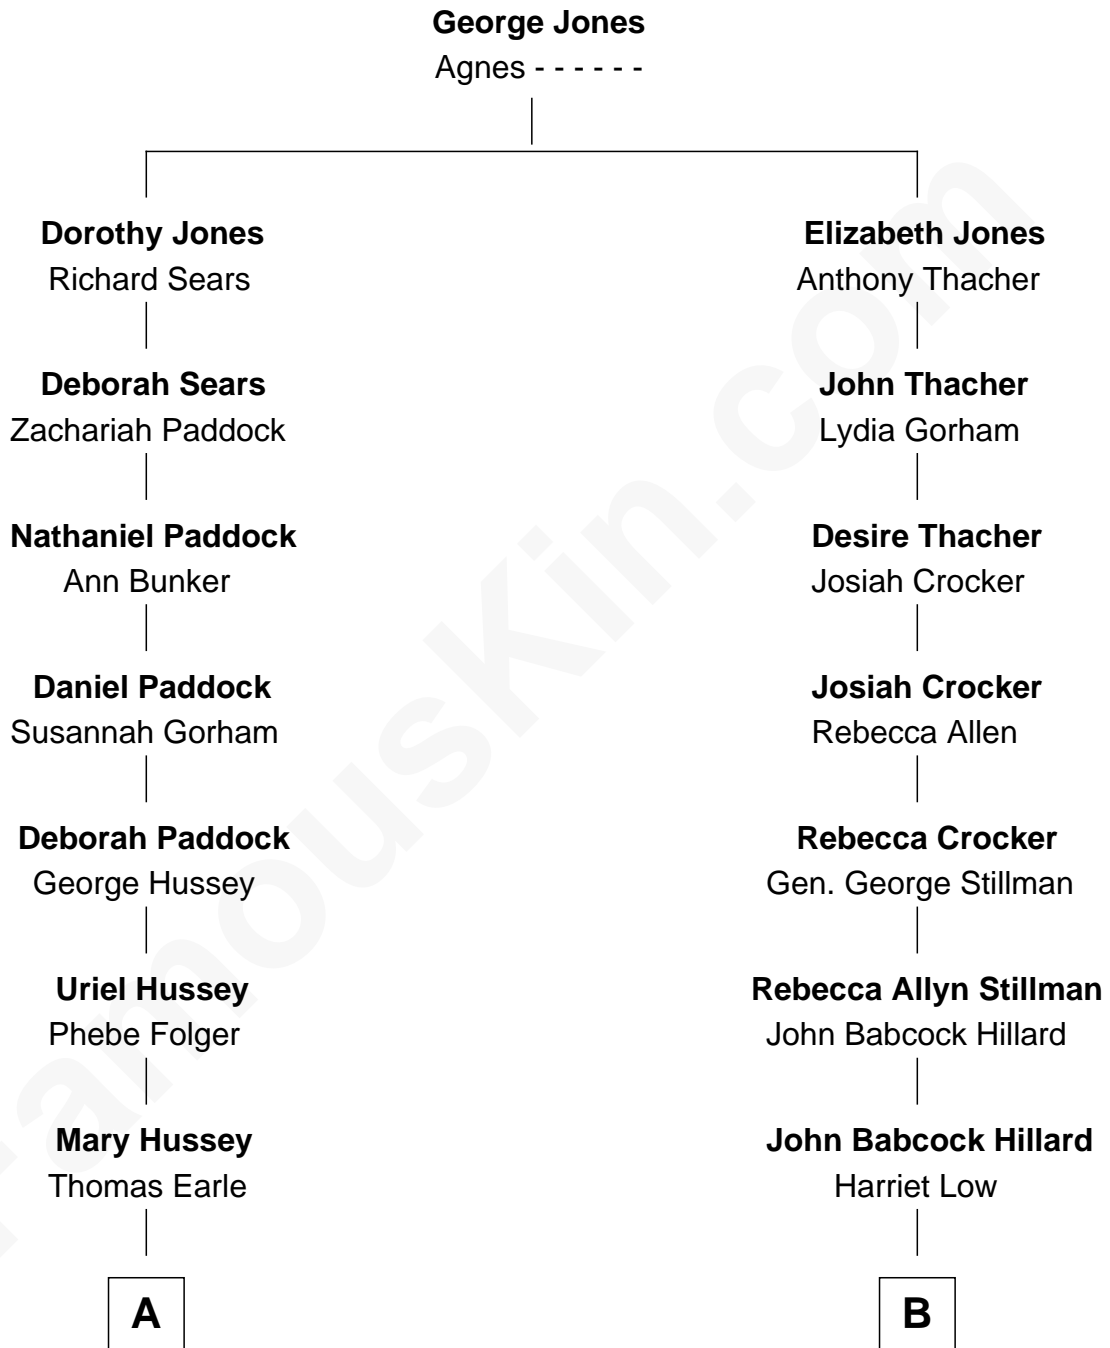 George Jones
Agnes - - - - - -
Dorothy Jones
Richard Sears
Deborah Sears
Zachariah Paddock
Nathaniel Paddock
Ann Bunker
Daniel Paddock
Susannah Gorham
Deborah Paddock
George Hussey
Uriel Hussey
Phebe Folger
Mary Hussey
Thomas Earle
A
Elizabeth Jones
Anthony Thacher
John Thacher
Lydia Gorham
Desire Thacher
Josiah Crocker
Josiah Crocker
Rebecca Allen
Rebecca Crocker
Gen. George Stillman
Rebecca Allyn Stillman
John Babcock Hillard
John Babcock Hillard
Harriet Low
B
FamousKin.com